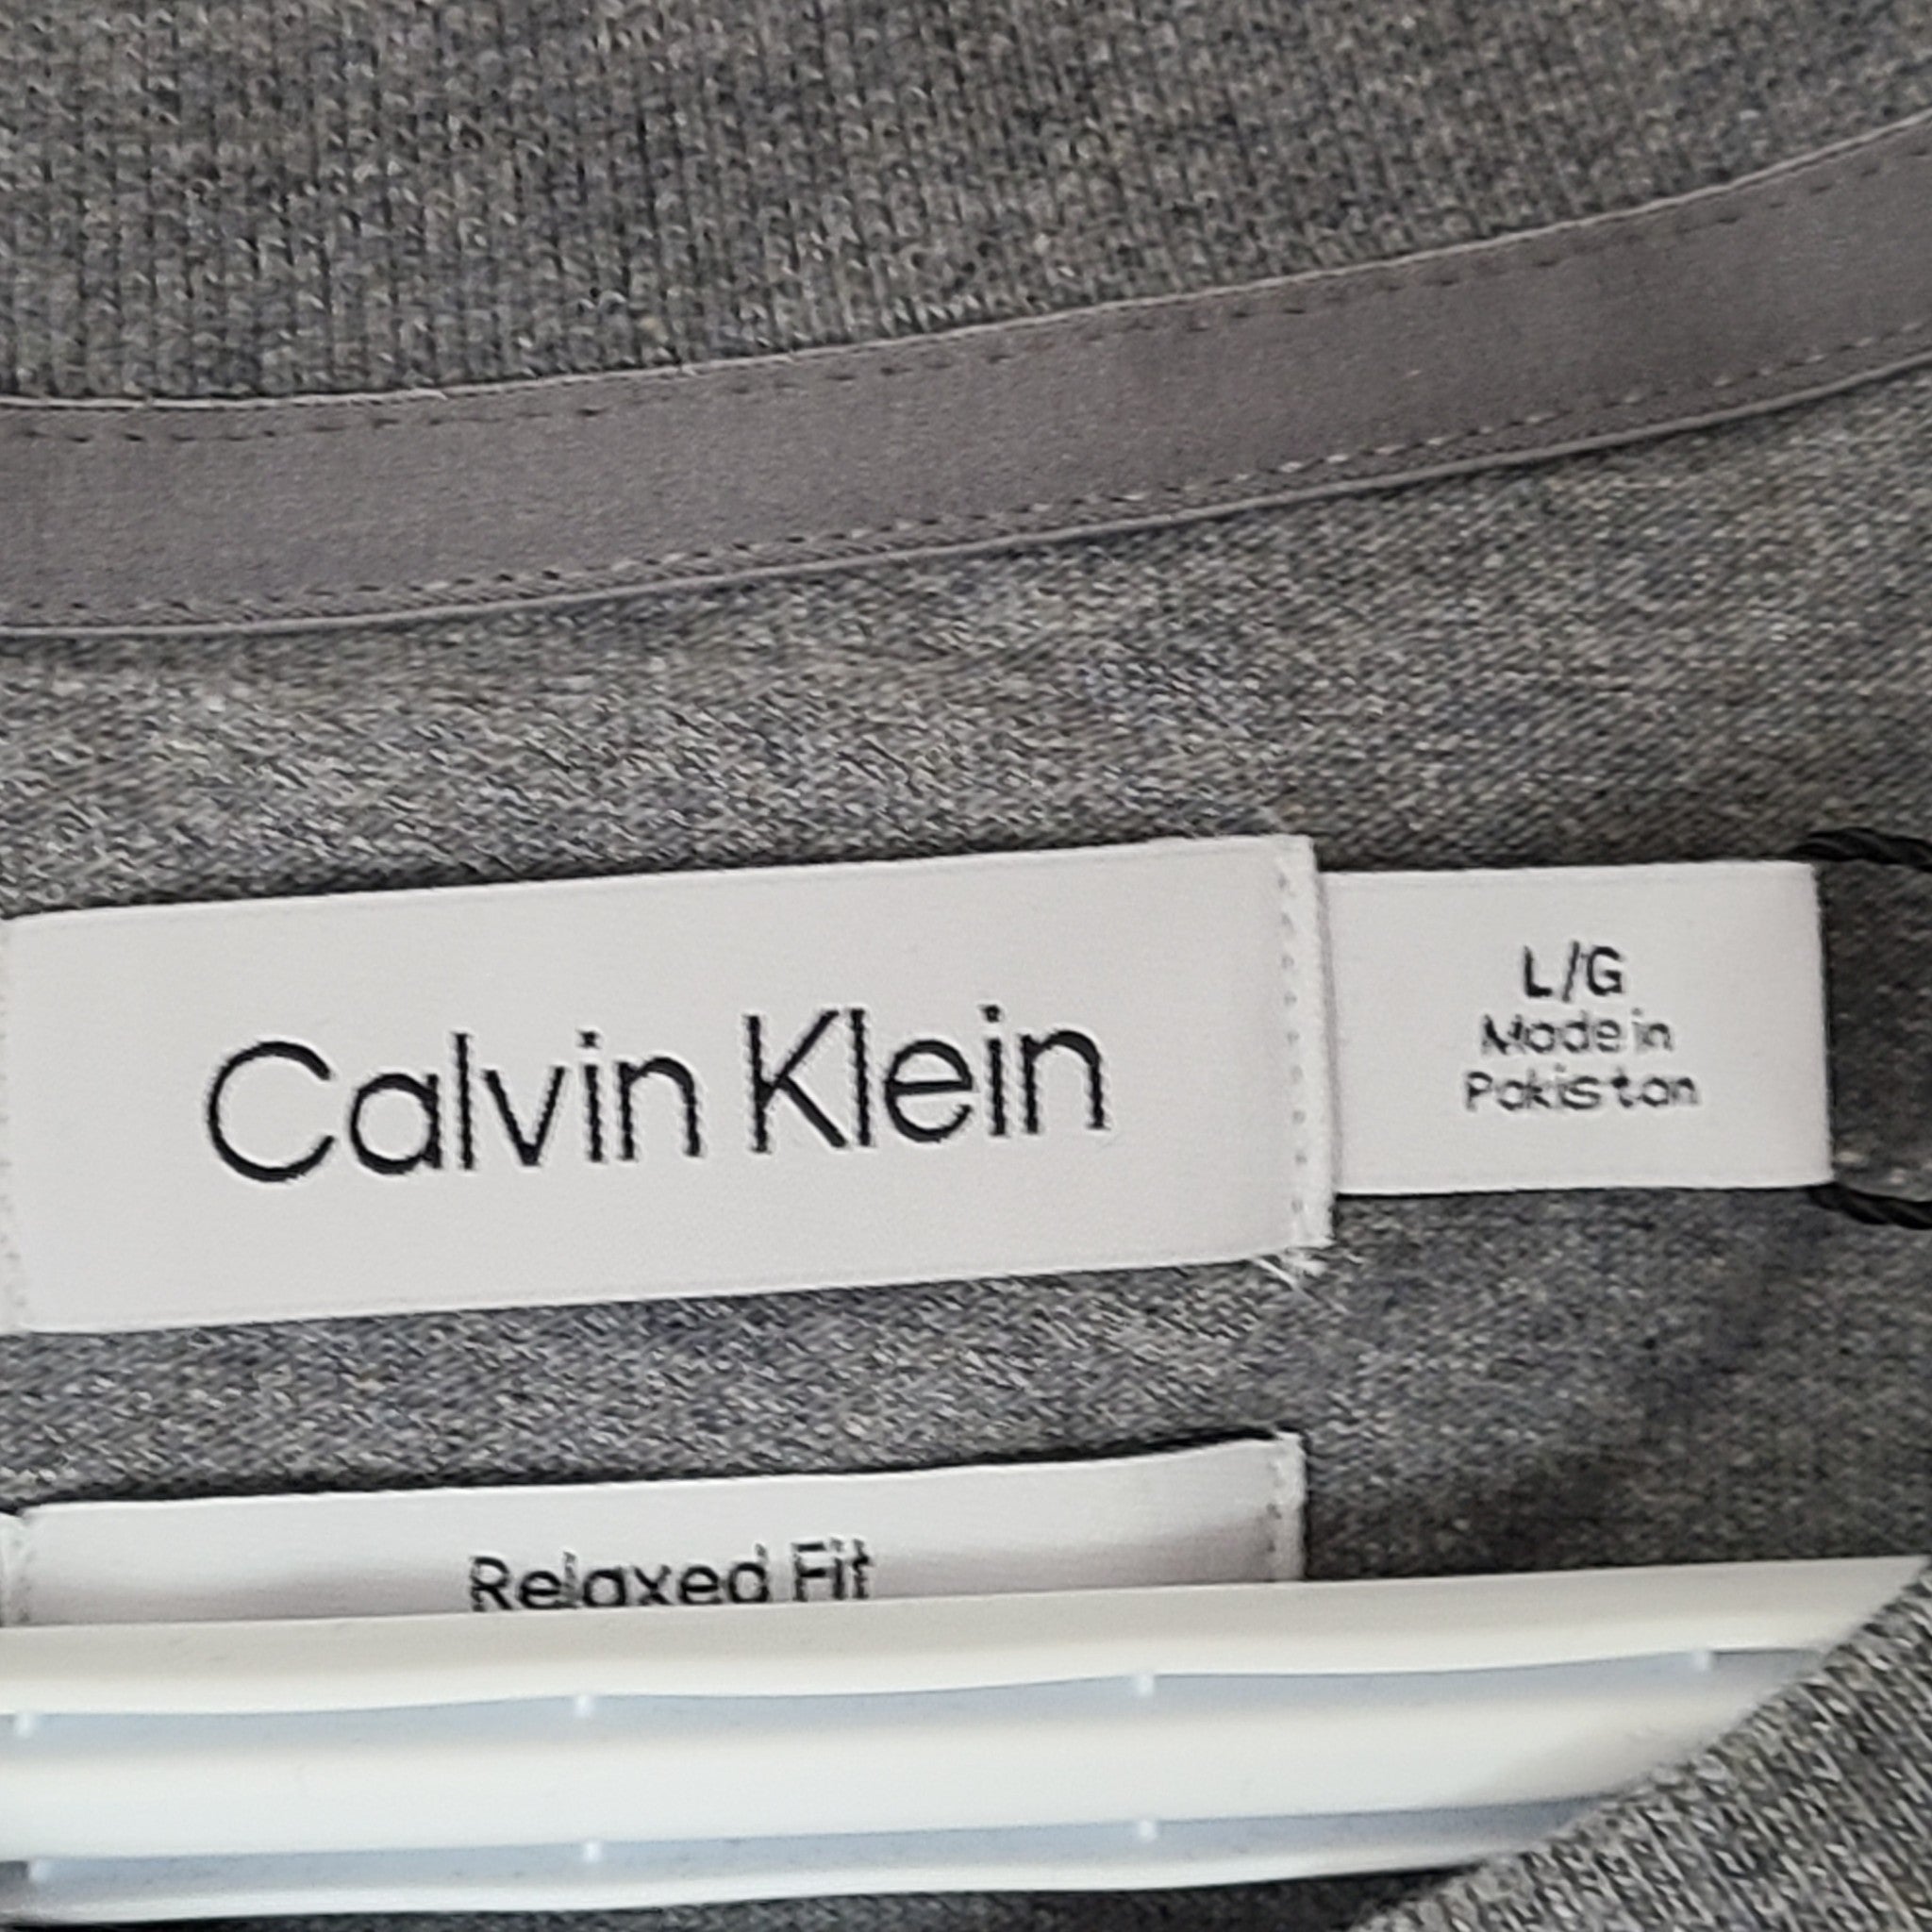 Calvin Klein
L/G
Made in
Pakistan
Relaxed Fit